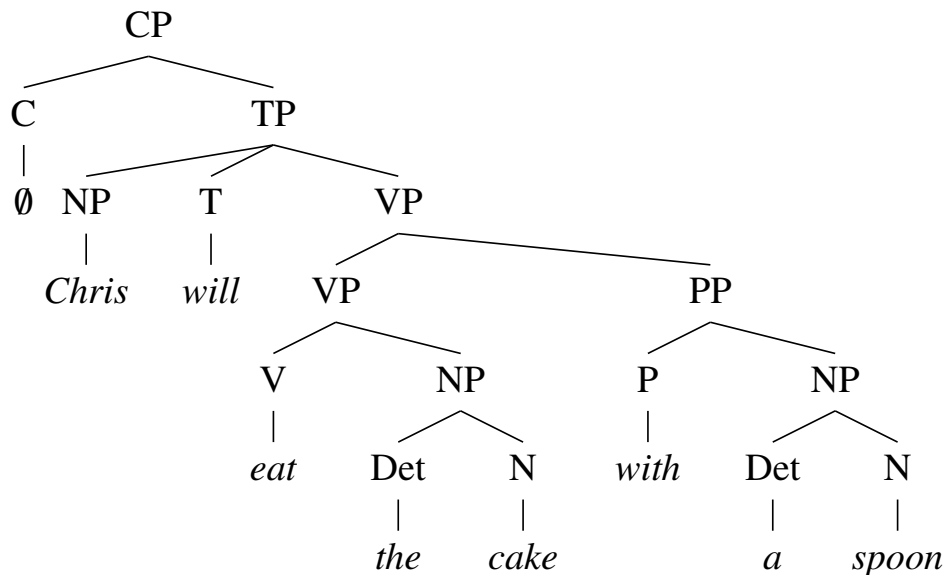 CP
C TP
∅ NP T VP
Chris will VP PP
V NP P NP
eat Det N with Det N
the cake a spoon